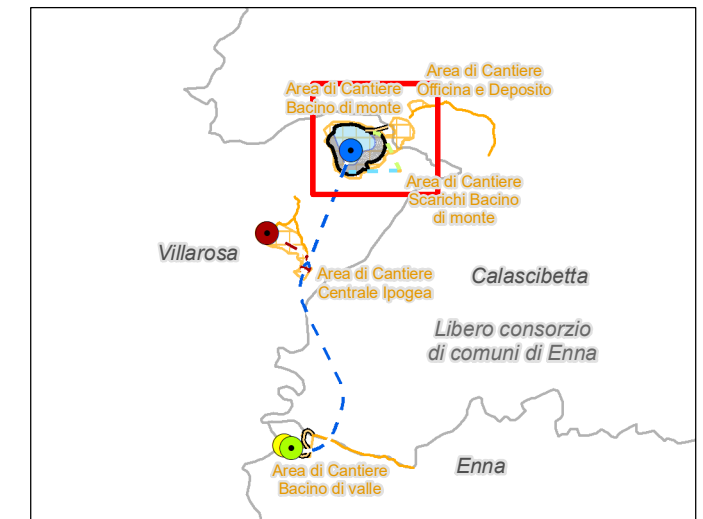 Area di Cantiere
Officina e Deposito
Area di Cantiere
Bacino di monte
Area di Cantiere
Scarichi Bacino
di monte
Villarosa
Area di Cantiere
Centrale Ipogea
Calascibetta
Libero consorzio
di comuni di Enna
Area di Cantiere
Bacino di valle
Enna